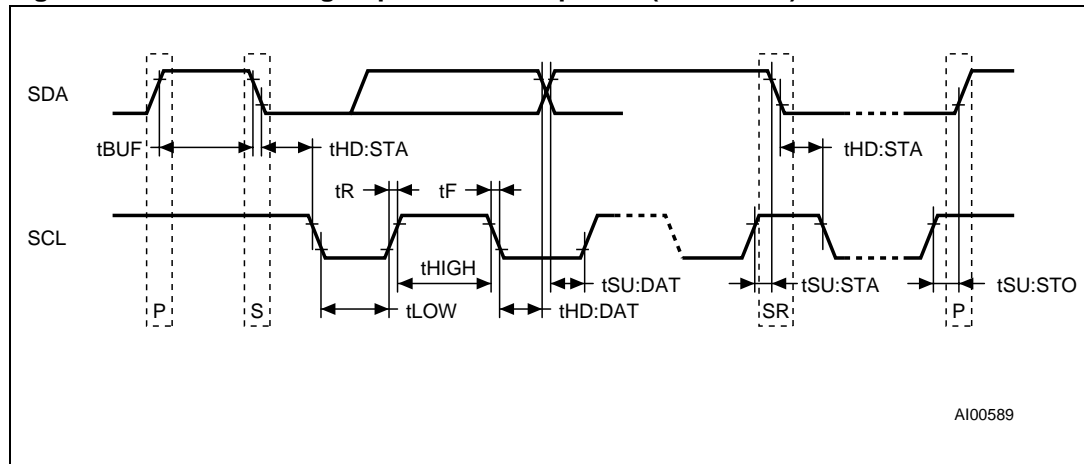 SDA
tBUF
tHD:STA
tHD:STA
tR
tF
SCL
tHIGH
tSU:DAT
tSU:STA
tSU:STO
P
S
tLOW
tHD:DAT
SR
P
AI00589